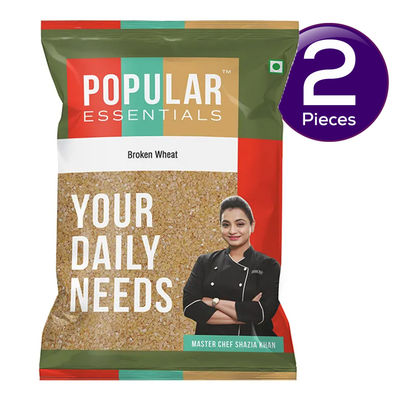 POPULAR™
ESSENTIALS
Broken Wheat
YOUR
DAILY
NEEDS
MASTER CHEF SHAZIA KHAN
2
Pieces